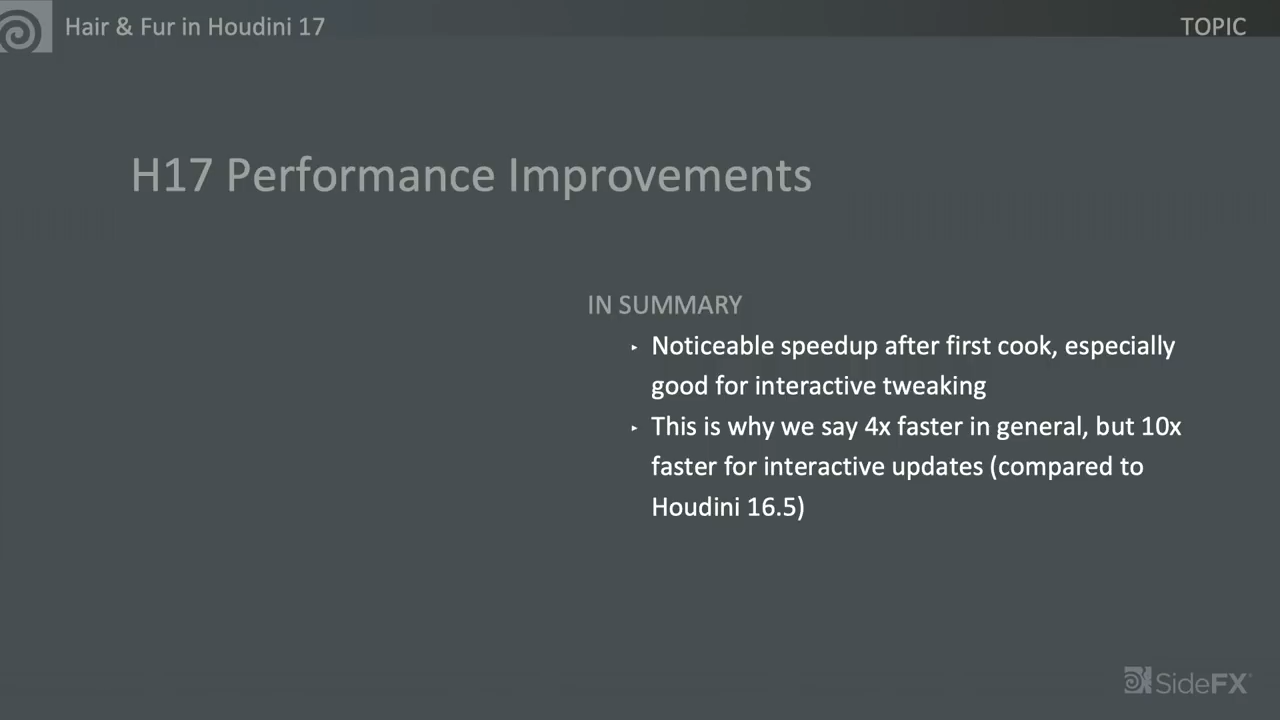 Hair & Fur in Houdini 17
TOPIC
H17 Performance Improvements
IN SUMMARY
‣ Noticeable speedup after first cook, especially
good for interactive tweaking
‣ This is why we say 4x faster in general, but 10x
faster for interactive updates (compared to
Houdini 16.5)
SideFX